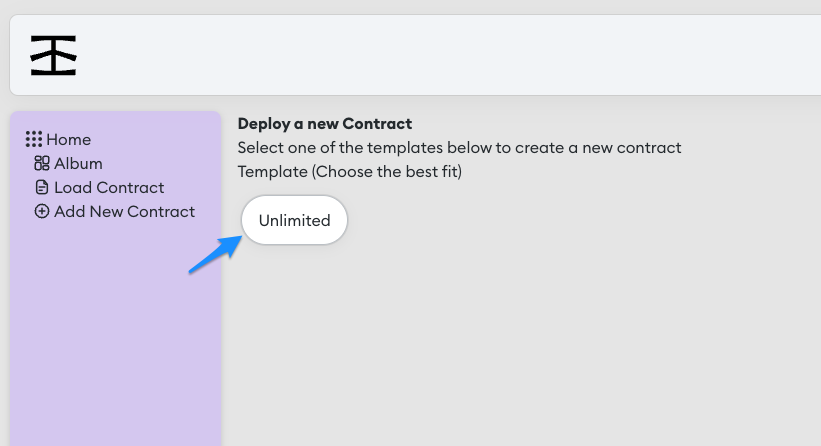 Home
Album
Load Contract
Add New Contract
Deploy a new Contract
Select one of the templates below to create a new contract
Template (Choose the best fit)
Unlimited